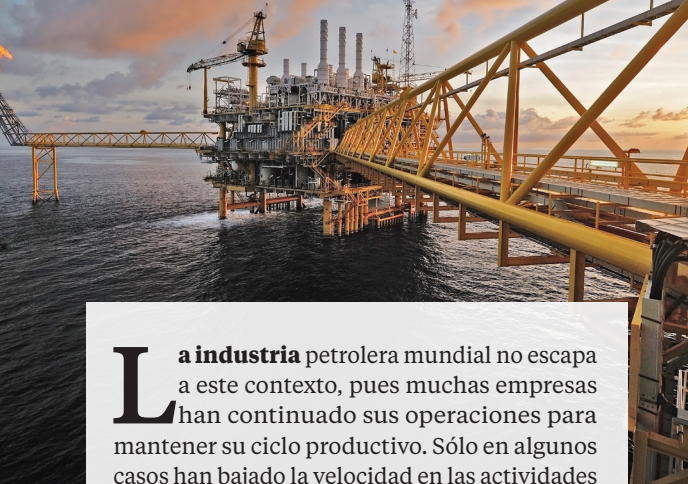 La industria petrolera mundial no escapa
a este contexto, pues muchas empresas
han continuado sus operaciones para
mantener su ciclo productivo. Sólo en algunos
casos han bajado la velocidad en las actividades